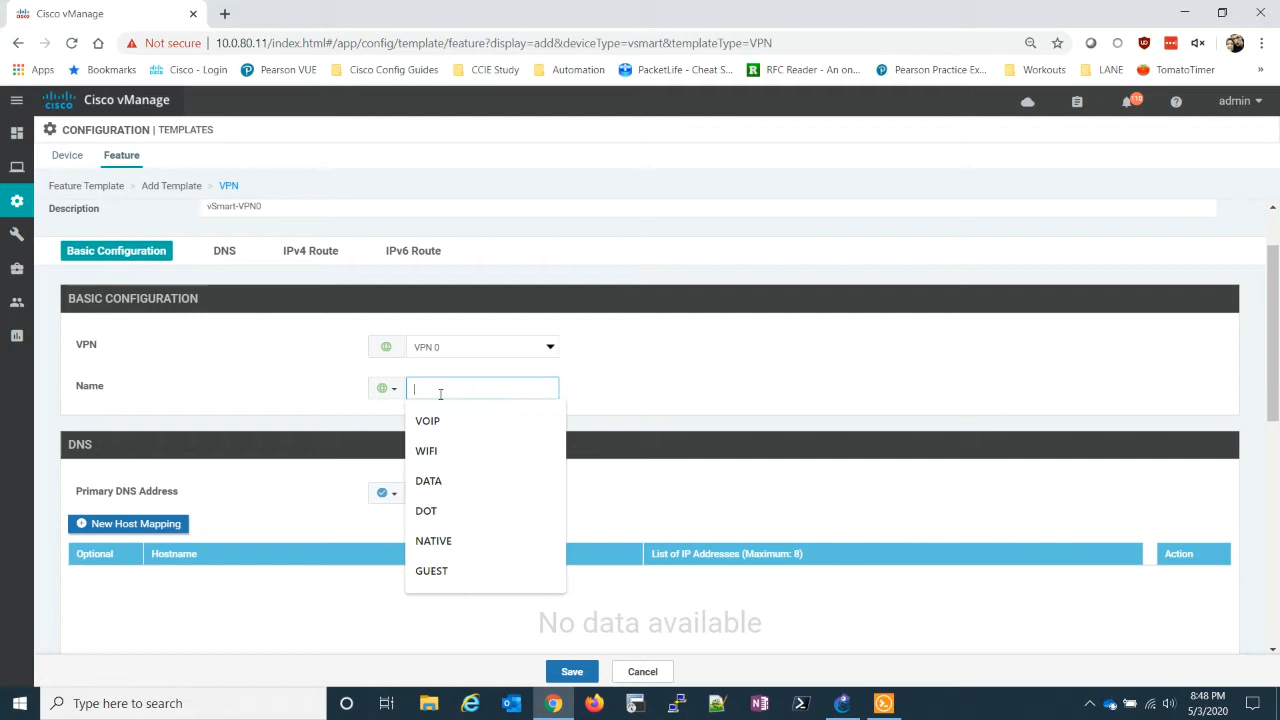 Cisco vManage
Not secure 10.0.80.11/index.html#/app/config/template/feature?display=add&deviceType=vsmart&templateType=VPN
Apps Bookmarks Cisco - Login Pearson VUE Cisco Config Guides CCIE Study Automation PacketLife - Cheat S... RFC Reader - An on... Pearson Practice Ex... Workouts LANE TomatoTimer »
CISCO Cisco vManage 110 admin
CONFIGURATION | TEMPLATES
Device Feature
Feature Template > Add Template > VPN
Description vSmart-VPN0
Basic Configuration DNS IPv4 Route IPv6 Route
BASIC CONFIGURATION
VPN VPN 0
Name
VOIP
WIFI
DATA
DOT
NATIVE
GUEST
DNS
Primary DNS Address
New Host Mapping
Optional Hostname List of IP Addresses (Maximum: 8) Action
No data available
Save Cancel
Type here to search
8:48 PM
5/3/2020